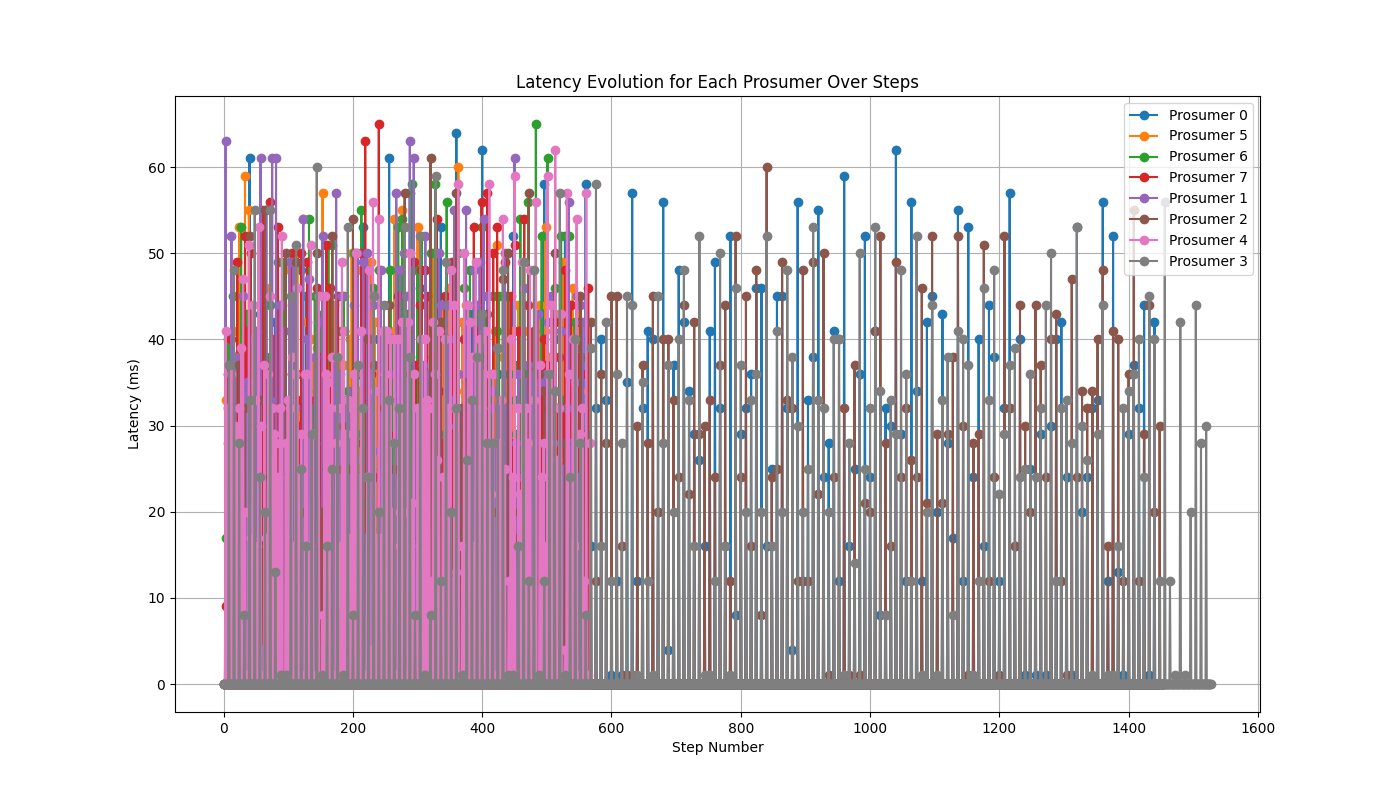 Latency Evolution for Each Prosumer Over Steps
Prosumer 0
Prosumer 5
Prosumer 6
Prosumer 7
Prosumer 1
Prosumer 2
Prosumer 4
Prosumer 3
60
50
40
30
20
10
0
Latency (ms)
0 200 400 600 800 1000 1200 1400 1600
Step Number